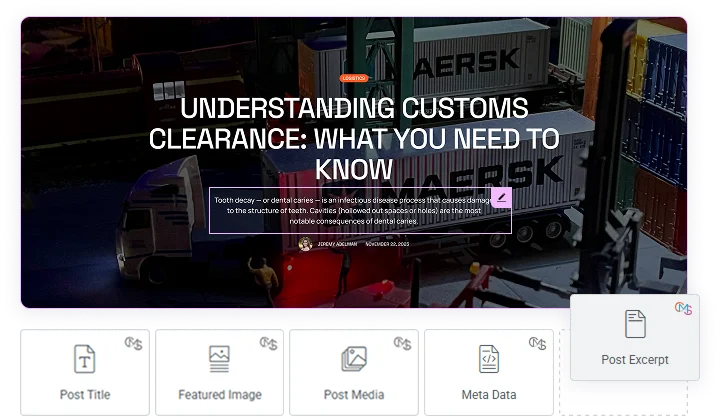 MAERSK
LOGISTICS
UNDERSTANDING CUSTOMS
CLEARANCE: WHAT YOU NEED TO
KNOW
MAERSK
Tooth decay — or dental caries — is an infectious disease process that causes damage
to the structure of teeth. Cavities (hollowed out spaces or holes) are the most
notable consequences of dental caries.
JEREMY ADELMAN NOVEMBER 22, 2023
Post Title
Featured Image
Post Media
Meta Data
Post Excerpt